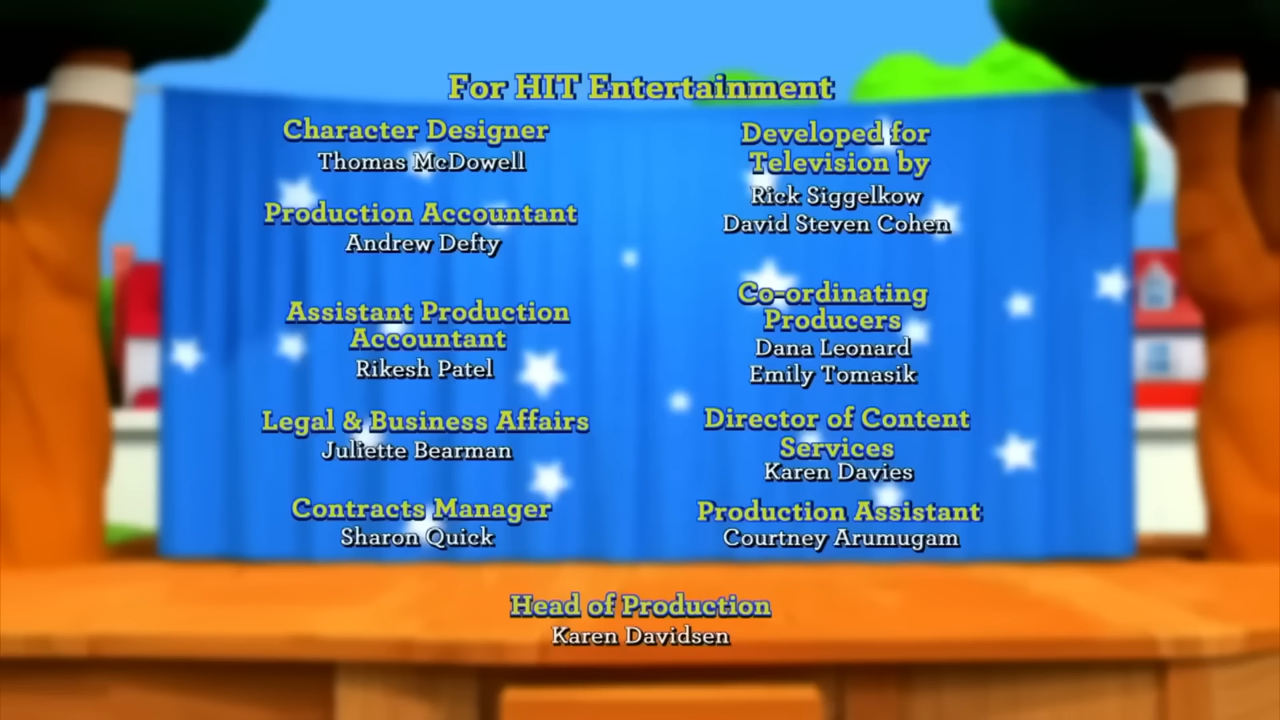 For HIT Entertainment
Character Designer
Thomas McDowell
Production Accountant
Andrew Defty
Assistant Production
Accountant
Rikesh Patel
Legal & Business Affairs
Juliette Bearman
Contracts Manager
Sharon Quick
Developed for
Television by
Rick Siggelkow
David Steven Cohen
Co-ordinating
Producers
Dana Leonard
Emily Tomasik
Director of Content
Services
Karen Davies
Production Assistant
Courtney Arumugam
Head of Production
Karen Davidsen